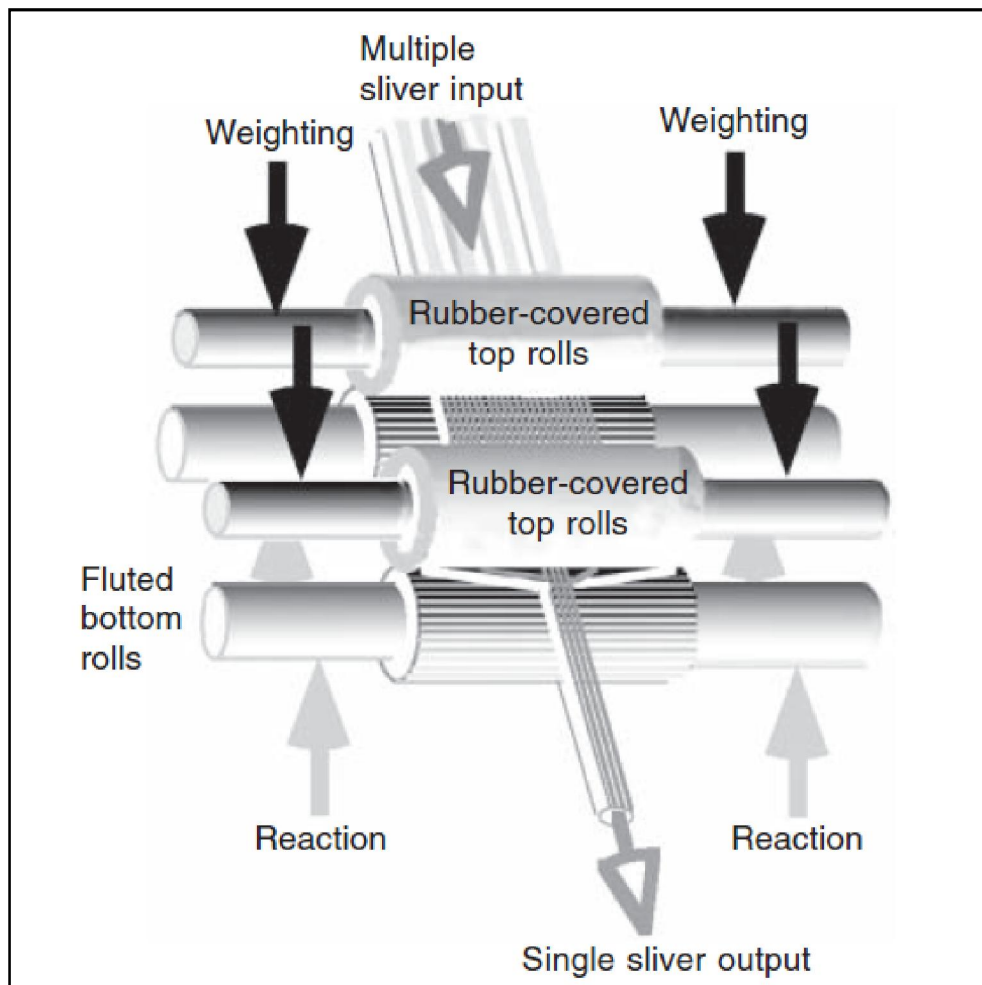 Multiple
sliver input
Weighting
Weighting
Rubber-covered
top rolls
Rubber-covered
top rolls
Fluted
bottom
rolls
Reaction
Reaction
Single sliver output